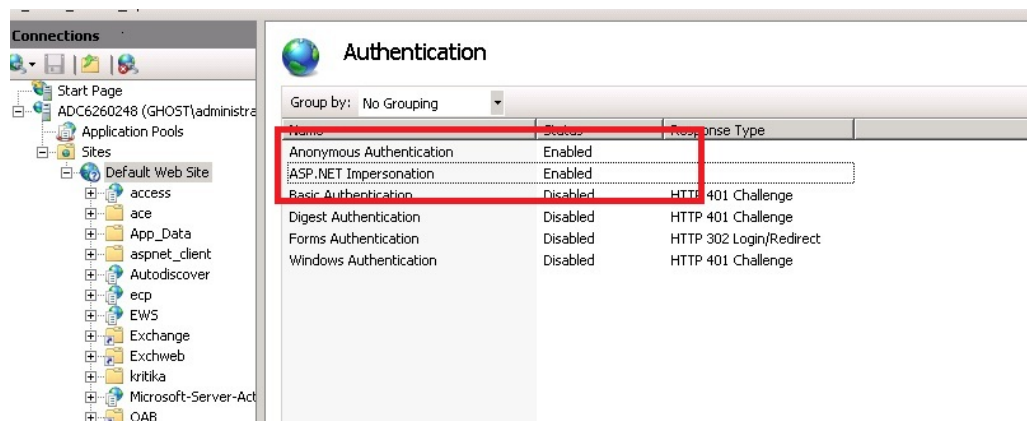 Connections
Authentication
Start Page
ADC6260248 (GHOST\administra
Application Pools
Sites
Default Web Site
access
ace
App_Data
aspnet_client
Autodiscover
ecp
EWS
Exchange
Exchweb
kritika
Microsoft-Server-Act
OAB
Group by: No Grouping
Name Status Response Type
Anonymous Authentication Enabled
ASP.NET Impersonation Enabled
Basic Authentication Disabled HTTP 401 Challenge
Digest Authentication Disabled HTTP 401 Challenge
Forms Authentication Disabled HTTP 302 Login/Redirect
Windows Authentication Disabled HTTP 401 Challenge